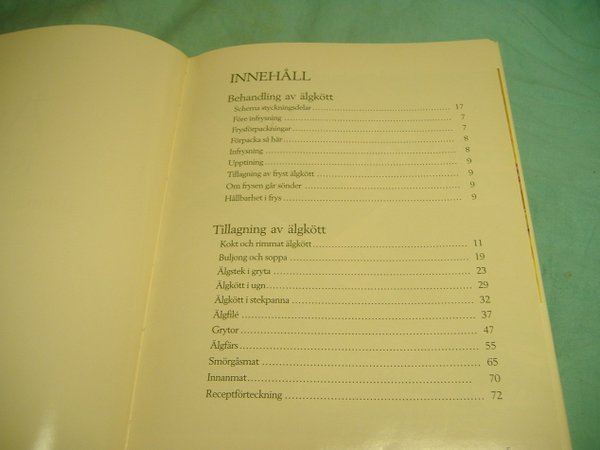 INNEHÅLL
Behandling av älgkött
Schema styckningsdelar 17
Före infrysning 7
Frysförpackningar 7
Förpacka så här 8
Infrysning 8
Upptining 9
Tillagning av fryst älgkött 9
Om frysen går sönder 9
Hållbarhet i frys 9
Tillagning av älgkött
Kokt och rimmat älgkött 11
Buljong och soppa 19
Älgstek i gryta 23
Älgkött i ugn 29
Älgkött i stekpanna 32
Älgfilé 37
Grytor 47
Älgfärs 55
Smörgåsmat 65
Innanmat 70
Receptförteckning 72